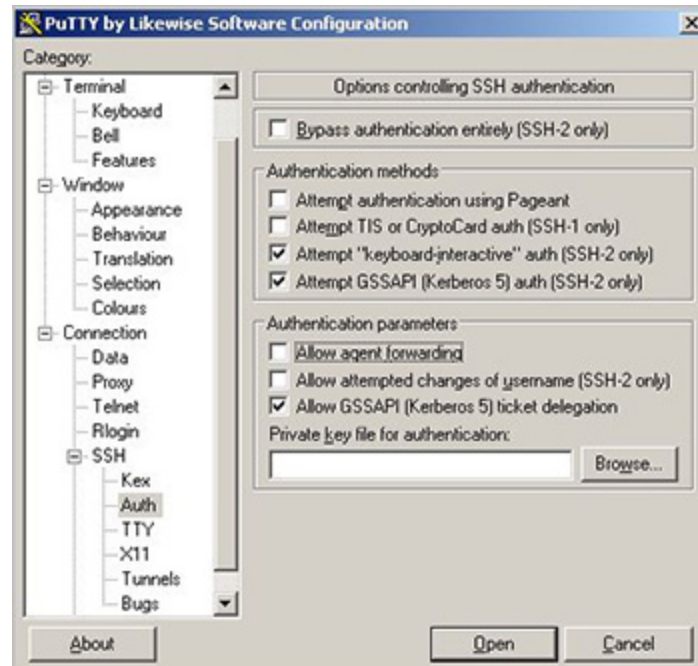 PuTTY by Likewise Software Configuration
Category:
Terminal
Keyboard
Bell
Features
Window
Appearance
Behaviour
Translation
Selection
Colours
Connection
Data
Proxy
Telnet
Rlogin
SSH
Kex
Auth
TTY
X11
Tunnels
Bugs
Options controlling SSH authentication
Bypass authentication entirely (SSH-2 only)
Authentication methods
Attempt authentication using Pageant
Attempt TIS or CryptoCard auth (SSH-1 only)
Attempt "keyboard-interactive" auth (SSH-2 only)
Attempt GSSAPI (Kerberos 5) auth (SSH-2 only)
Authentication parameters
Allow agent forwarding
Allow attempted changes of username (SSH-2 only)
Allow GSSAPI (Kerberos 5) ticket delegation
Private key file for authentication:
Browse...
About
Open
Cancel